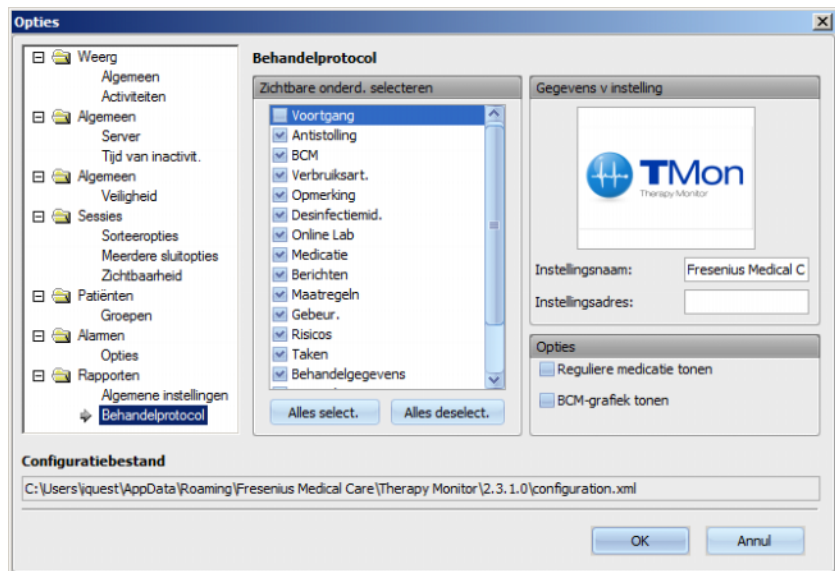 Opties
Weerg
Algemeen
Activiteiten
Algemeen
Server
Tijd van inactivit.
Algemeen
Veiligheid
Sessies
Sorteeropties
Meerdere sluitopties
Zichtbaarheid
Patiënten
Groepen
Alarmen
Opties
Rapporten
Algemene instellingen
Behandelprotocol
Behandelprotocol
Zichtbare onderd. selecteren
Voortgang
Antistolling
BCM
Verbruiksart.
Opmerking
Desinfectiemid.
Online Lab
Medicatie
Berichten
Maatregeln
Gebeur.
Risicos
Taken
Behandelgegevens
Alles select.
Alles deselect.
Gegevens v instelling
TMon
Therapy Monitor
Instellingsnaam:
Fresenius Medical C
Instellingsadres:
Opties
Reguliere medicatie tonen
BCM-grafiek tonen
Configuratiebestand
C:\Users\iquest\AppData\Roaming\Fresenius Medical Care\Therapy Monitor\2.3.1.0\configuration.xml
OK
Annul